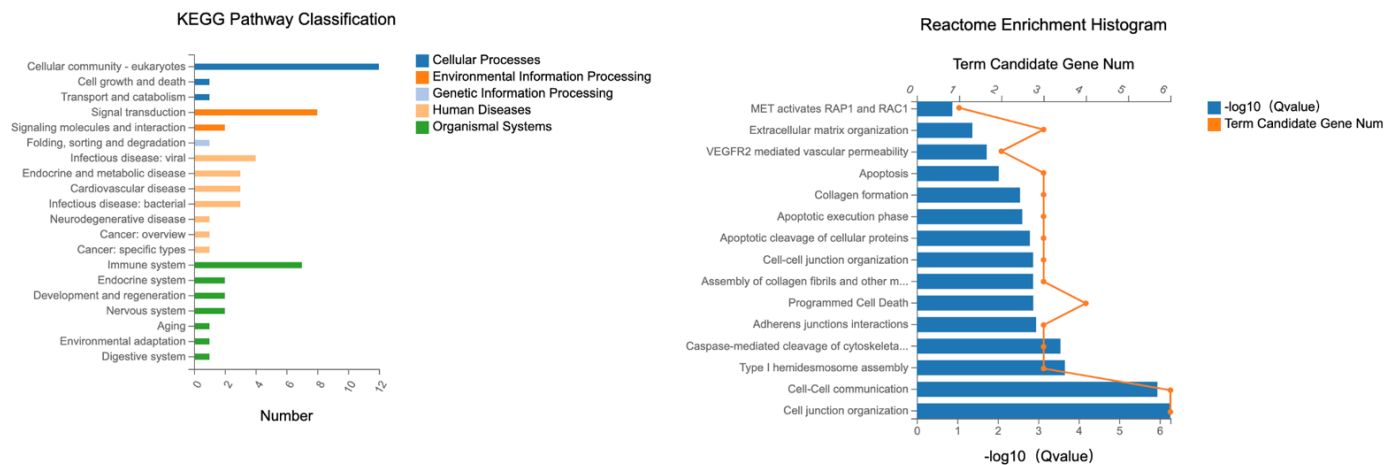 KEGG Pathway Classification
Cellular community - eukaryotes
Cell growth and death
Transport and catabolism
Signal transduction
Signaling molecules and interaction
Folding, sorting and degradation
Infectious disease: viral
Endocrine and metabolic disease
Cardiovascular disease
Infectious disease: bacterial
Neurodegenerative disease
Cancer: overview
Cancer: specific types
Immune system
Endocrine system
Development and regeneration
Nervous system
Aging
Environmental adaptation
Digestive system
0 2 4 6 8 10 12
Number
Cellular Processes
Environmental Information Processing
Genetic Information Processing
Human Diseases
Organismal Systems
Reactome Enrichment Histogram
Term Candidate Gene Num
0 1 2 3 4 5 6
MET activates RAP1 and RAC1
Extracellular matrix organization
VEGFR2 mediated vascular permeability
Apoptosis
Collagen formation
Apoptotic execution phase
Apoptotic cleavage of cellular proteins
Cell-cell junction organization
Assembly of collagen fibrils and other m...
Programmed Cell Death
Adherens junctions interactions
Caspase-mediated cleavage of cytoskeleta...
Type I hemidesmosome assembly
Cell-Cell communication
Cell junction organization
0 1 2 3 4 5 6
-log10（Qvalue）
-log10（Qvalue）
Term Candidate Gene Num